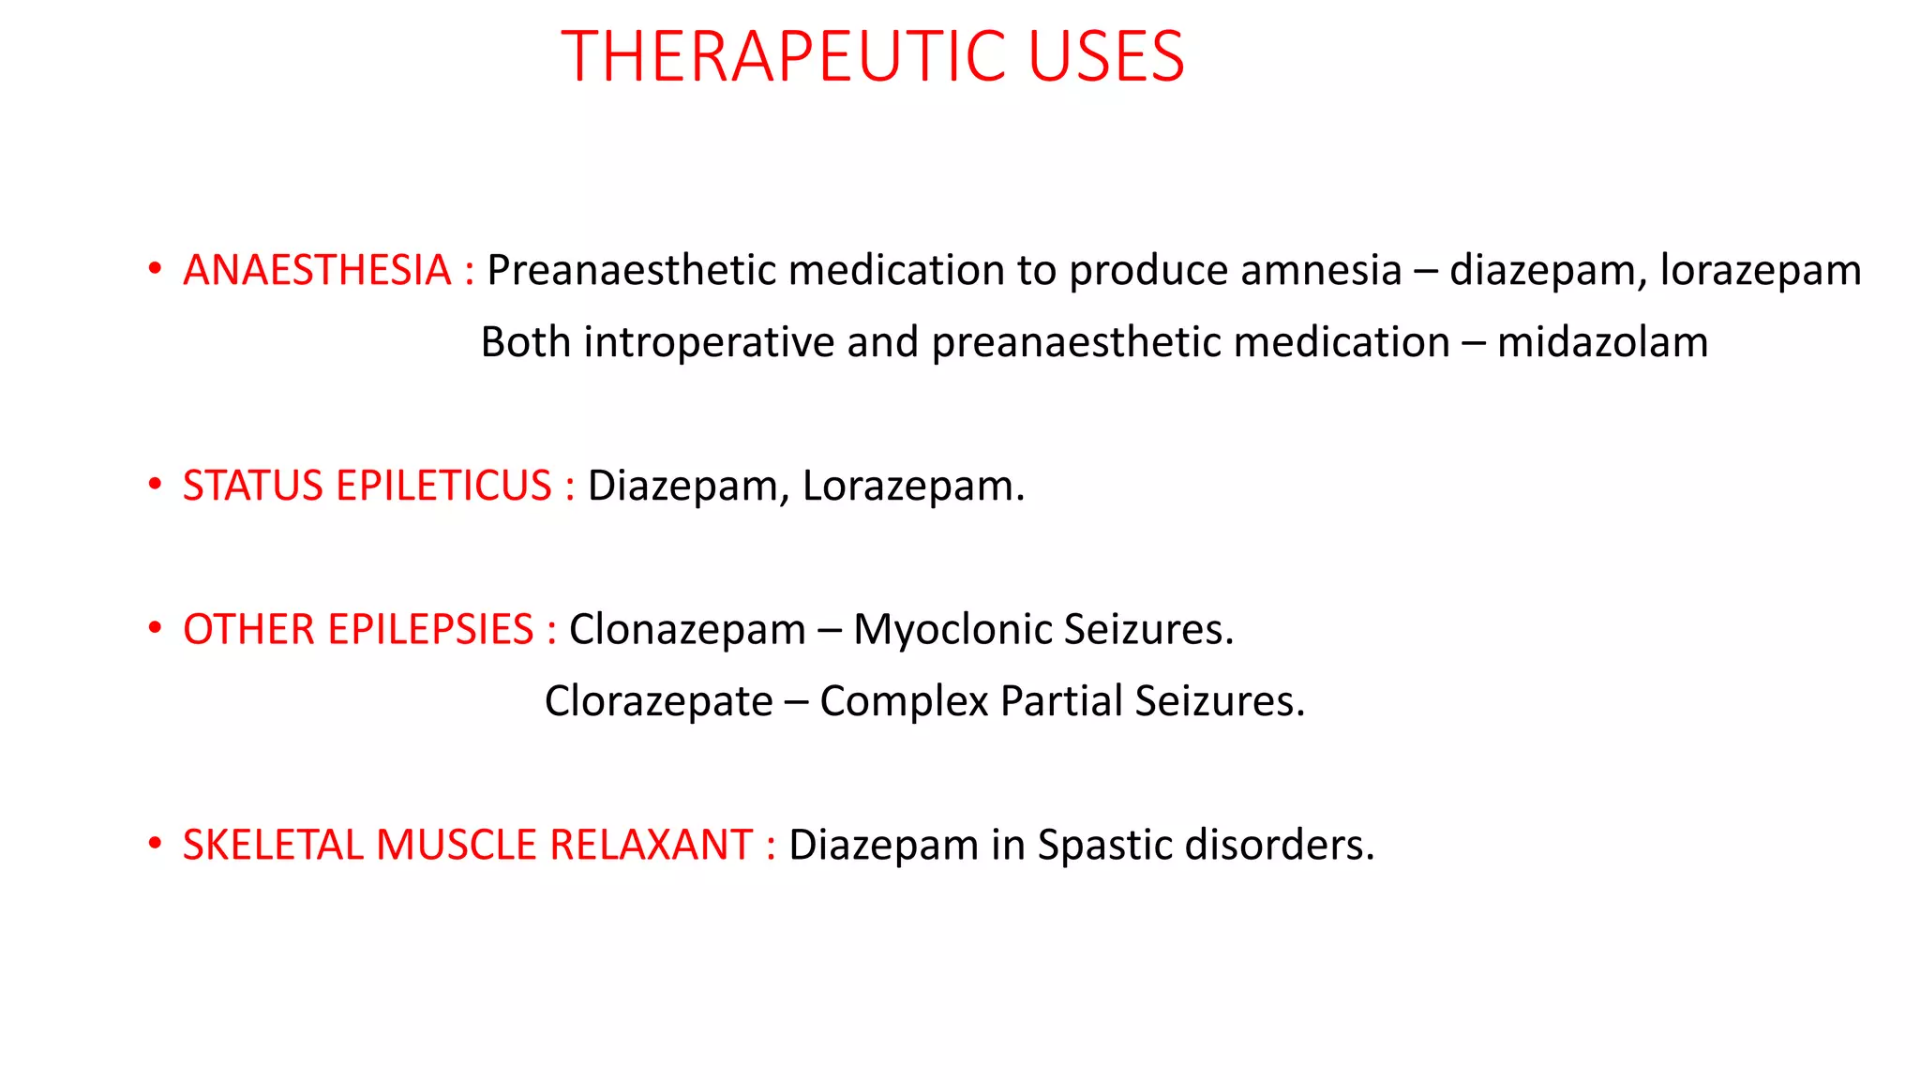 THERAPEUTIC USES
• ANAESTHESIA : Preanaesthetic medication to produce amnesia – diazepam, lorazepam
Both introperative and preanaesthetic medication – midazolam
• STATUS EPILETICUS : Diazepam, Lorazepam.
• OTHER EPILEPSIES : Clonazepam – Myoclonic Seizures.
Clorazepate – Complex Partial Seizures.
• SKELETAL MUSCLE RELAXANT : Diazepam in Spastic disorders.